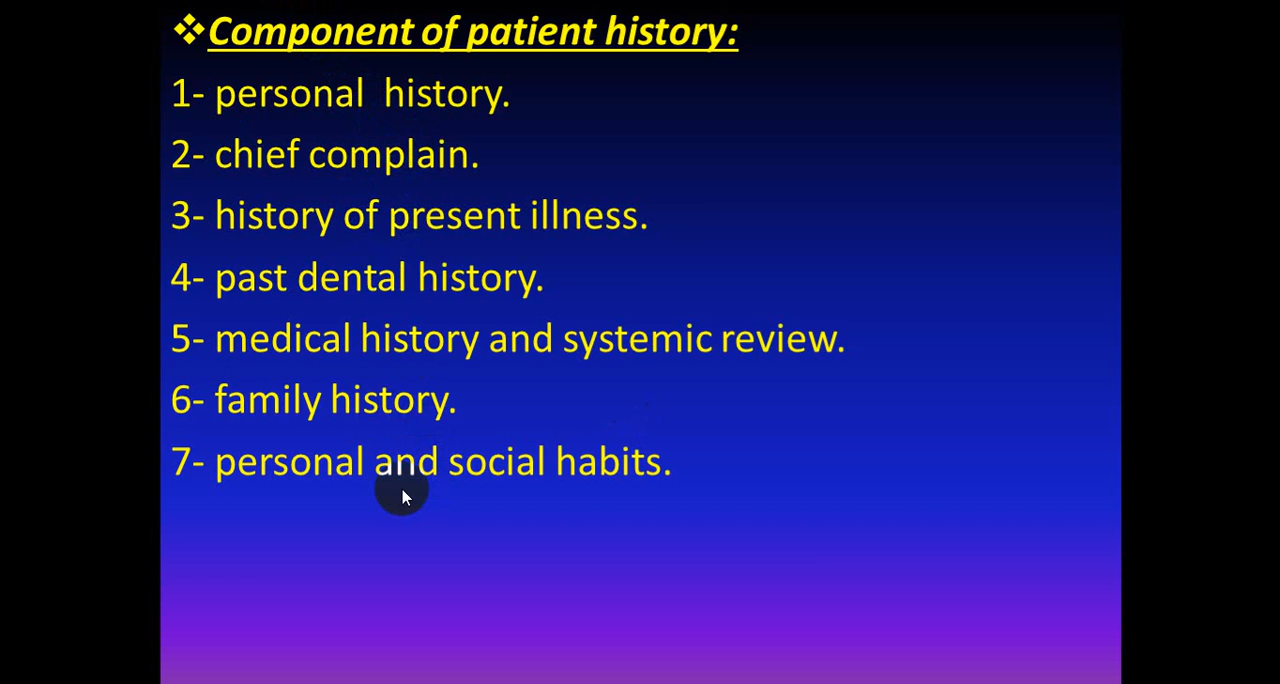 ❖Component of patient history:
1- personal  history.
2- chief complain.
3- history of present illness.
4- past dental history.
5- medical history and systemic review.
6- family history.
7- personal and social habits.